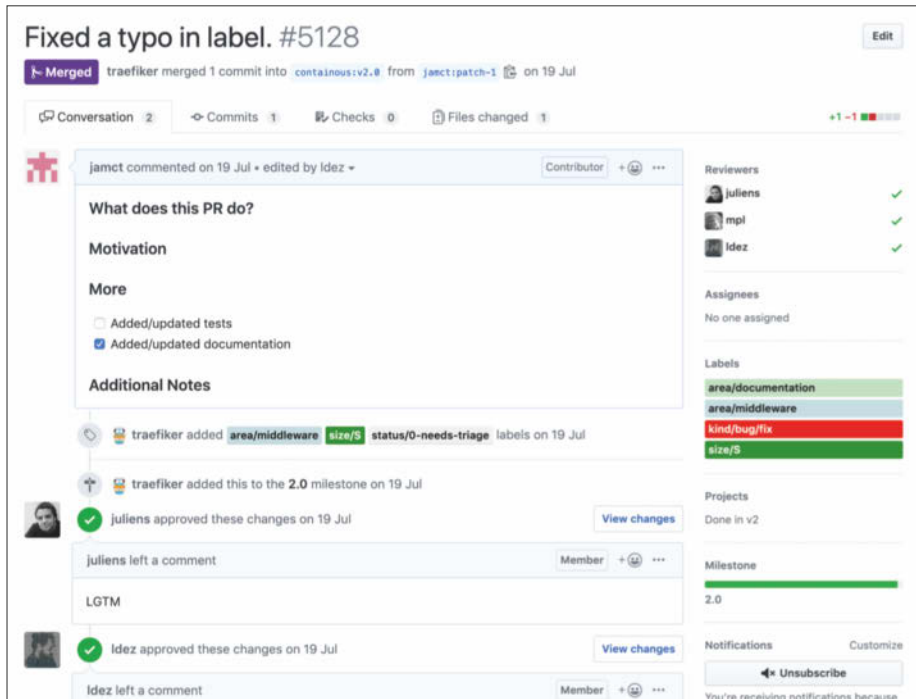 Fixed a typo in label. #5128
Edit
Merged traefiker merged 1 commit into containous:v2.0 from jamct:patch-1 on 19 Jul
Conversation 2 Commits 1 Checks 0 Files changed 1 +1 −1
jamct commented on 19 Jul • edited by ldez
Contributor
What does this PR do?
Motivation
More
Added/updated tests
Added/updated documentation
Additional Notes
traefiker added area/middleware size/S status/0-needs-triage labels on 19 Jul
traefiker added this to the 2.0 milestone on 19 Jul
juliens approved these changes on 19 Jul View changes
juliens left a comment Member
LGTM
ldez approved these changes on 19 Jul View changes
ldez left a comment Member
Reviewers
juliens
mpl
ldez
Assignees
No one assigned
Labels
area/documentation
area/middleware
kind/bug/fix
size/S
Projects
Done in v2
Milestone
2.0
Notifications Customize
Unsubscribe
You're receiving notifications because